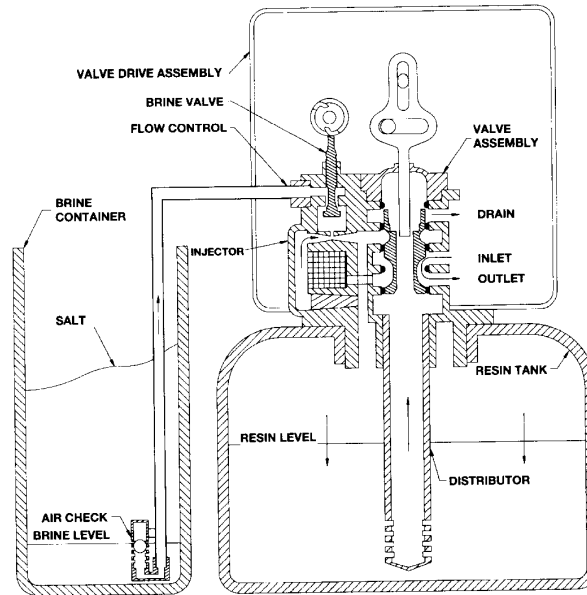 VALVE DRIVE ASSEMBLY
BRINE VALVE
FLOW CONTROL
VALVE
ASSEMBLY
BRINE
CONTAINER
DRAIN
INJECTOR
INLET
OUTLET
SALT
RESIN TANK
RESIN LEVEL
DISTRIBUTOR
AIR CHECK
BRINE LEVEL